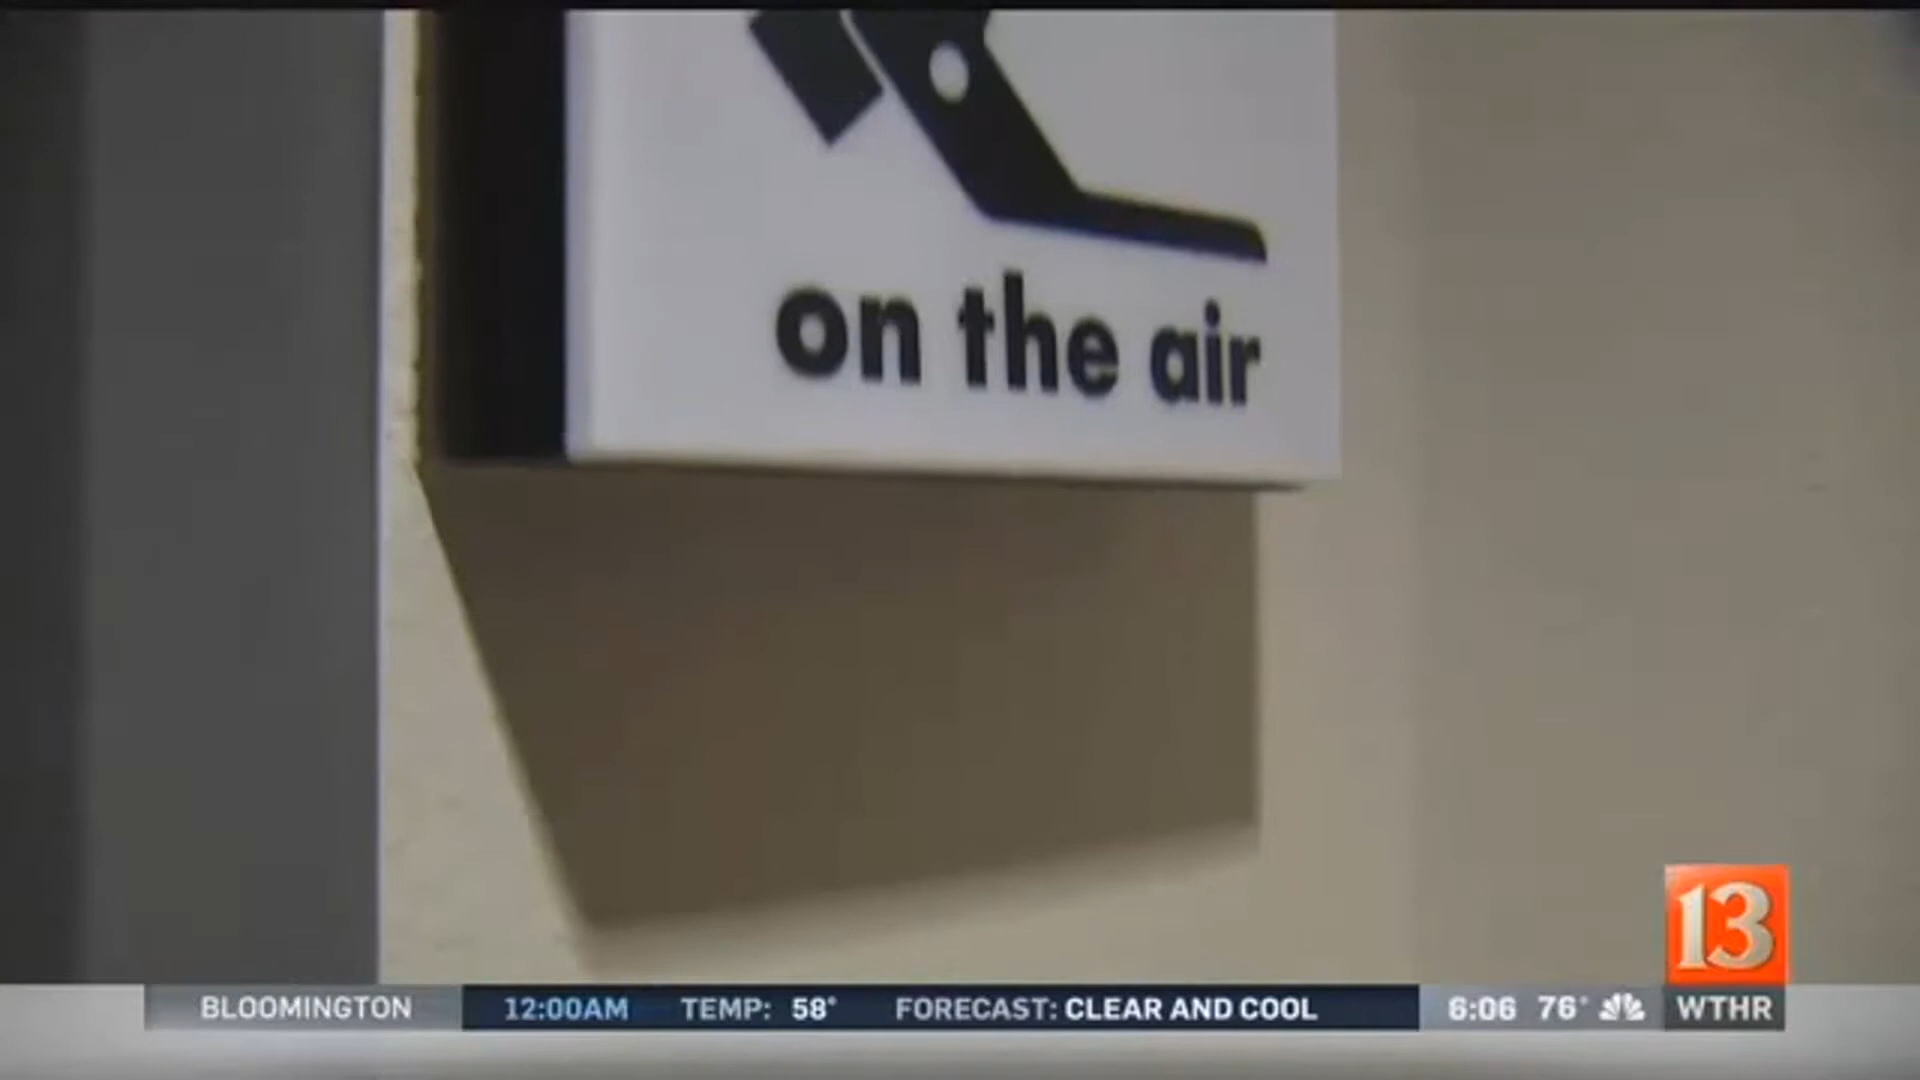 on the air
13
BLOOMINGTON 12:00AM TEMP: 58° FORECAST: CLEAR AND COOL 6:06 76° WTHR